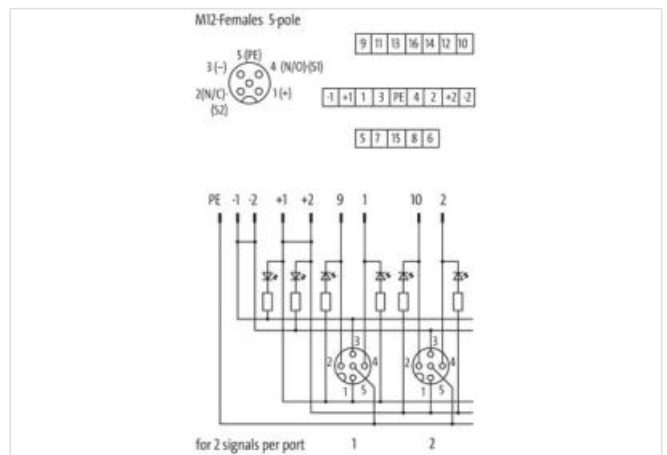 M12-Females 5-pole
9 11 13 16 14 12 10
5 (PE)
3 (−) 4 (N/O)-(S1)
2(N/C)- 1 (+)
(S2)
-1 +1 1 3 PE 4 2 +2 -2
5 7 15 8 6
PE -1 -2 +1 +2 9 1 10 2
3 3
2 4 2 4
1 5 1 5
for 2 signals per port 1 2